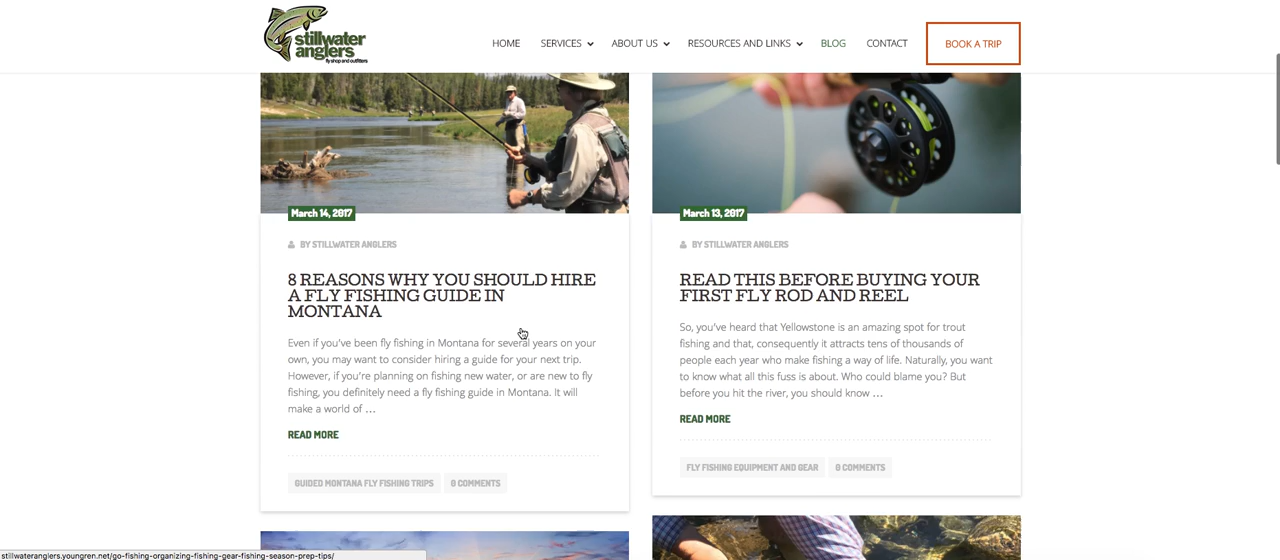 stillwater
anglers
fly shop and outfitters
HOME
SERVICES
ABOUT US
RESOURCES AND LINKS
BLOG
CONTACT
BOOK A TRIP
March 14, 2017
BY STILLWATER ANGLERS
8 REASONS WHY YOU SHOULD HIRE
A FLY FISHING GUIDE IN
MONTANA
Even if you've been fly fishing in Montana for several years on your
own, you may want to consider hiring a guide for your next trip.
However, if you're planning on fishing new water, or are new to fly
fishing, you definitely need a fly fishing guide in Montana. It will
make a world of …
READ MORE
GUIDED MONTANA FLY FISHING TRIPS
0 COMMENTS
March 13, 2017
BY STILLWATER ANGLERS
READ THIS BEFORE BUYING YOUR
FIRST FLY ROD AND REEL
So, you've heard that Yellowstone is an amazing spot for trout
fishing and that, consequently it attracts tens of thousands of
people each year who make fishing a way of life. Naturally, you want
to know what all this fuss is about. Who could blame you? But
before you hit the river, you should know …
READ MORE
FLY FISHING EQUIPMENT AND GEAR
0 COMMENTS
stillwateranglers.youngren.net/go-fishing-organizing-fishing-gear-fishing-season-prep-tips/